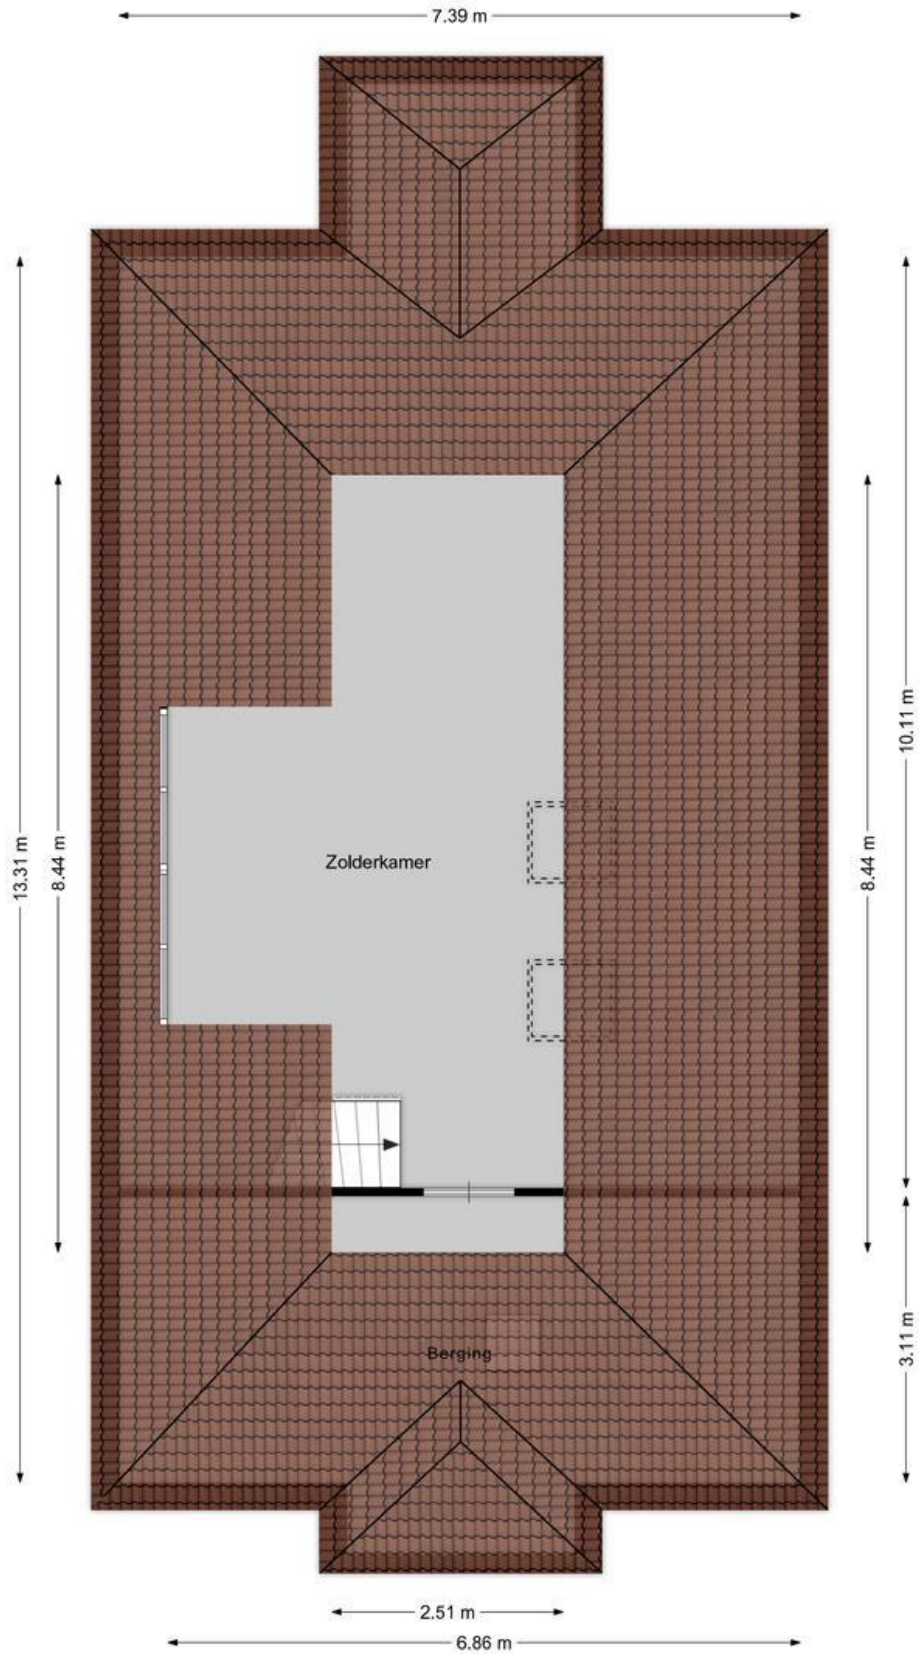 7.39 m
13.31 m
8.44 m
Zolderkamer
8.44 m
10.11 m
3.11 m
Berging
2.51 m
6.86 m